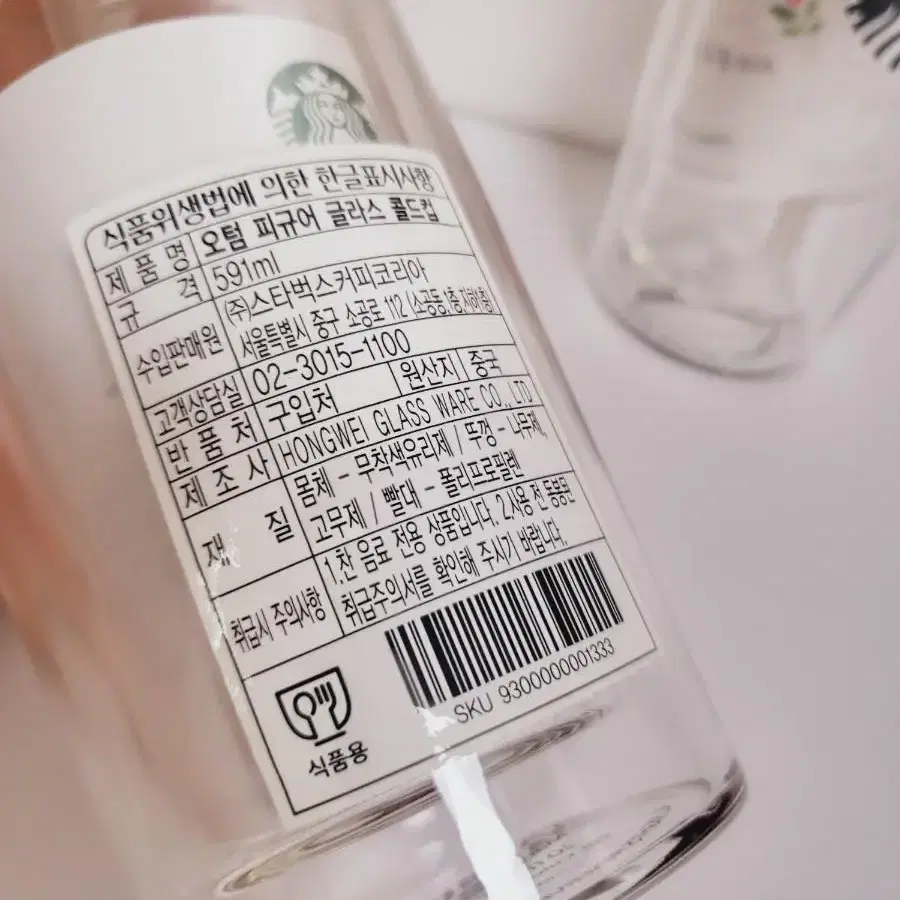 식품위생법에 의한 한글표시사항
제품명 오텀 피규어 글라스 콜드컵
규격 591ml
수입판매원 (주)스타벅스커피코리아
서울특별시 중구 소공로 112 (소공동,1층,지하1층)
고객상담실 02-3015-1100
반품처 구입처 원산지 중국
제조사 HONGWEI GLASS WARE CO., LTD
재질 몸체 - 무착색유리제 / 뚜껑 - 나무제,
고무제 / 빨대 - 폴리프로필렌
취급시 주의사항 1.찬 음료 전용 상품입니다. 2.사용 전 동봉된
취급주의서를 확인해 주시기 바랍니다.
SKU 9300000001333
식품용